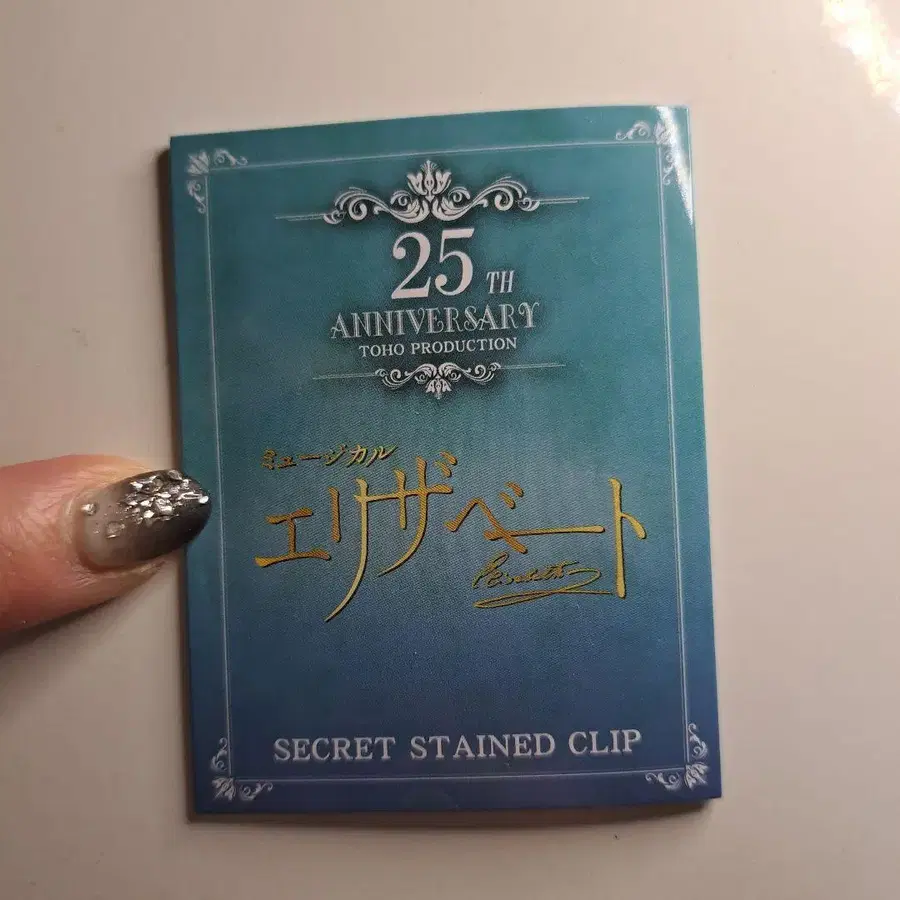 25TH
ANNIVERSARY
TOHO PRODUCTION
ミュージカル
エリザベート
SECRET STAINED CLIP